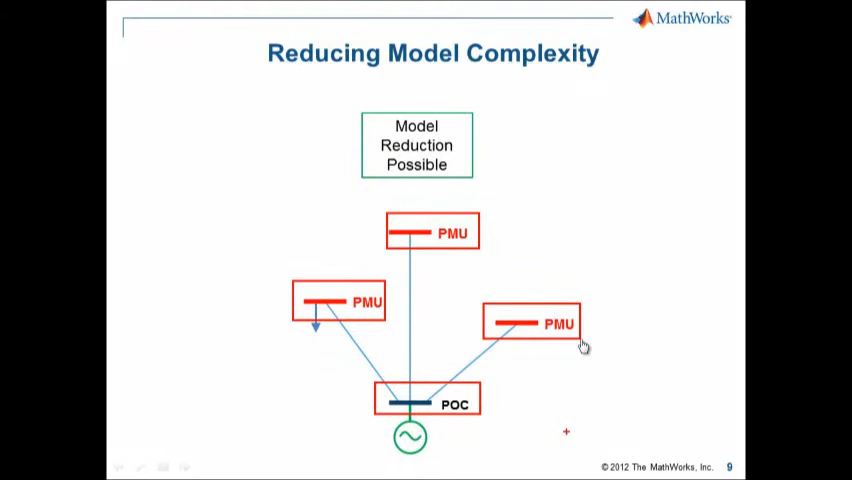 MathWorks®
Reducing Model Complexity
Model
Reduction
Possible
PMU
PMU
PMU
POC
© 2012 The MathWorks, Inc. 9